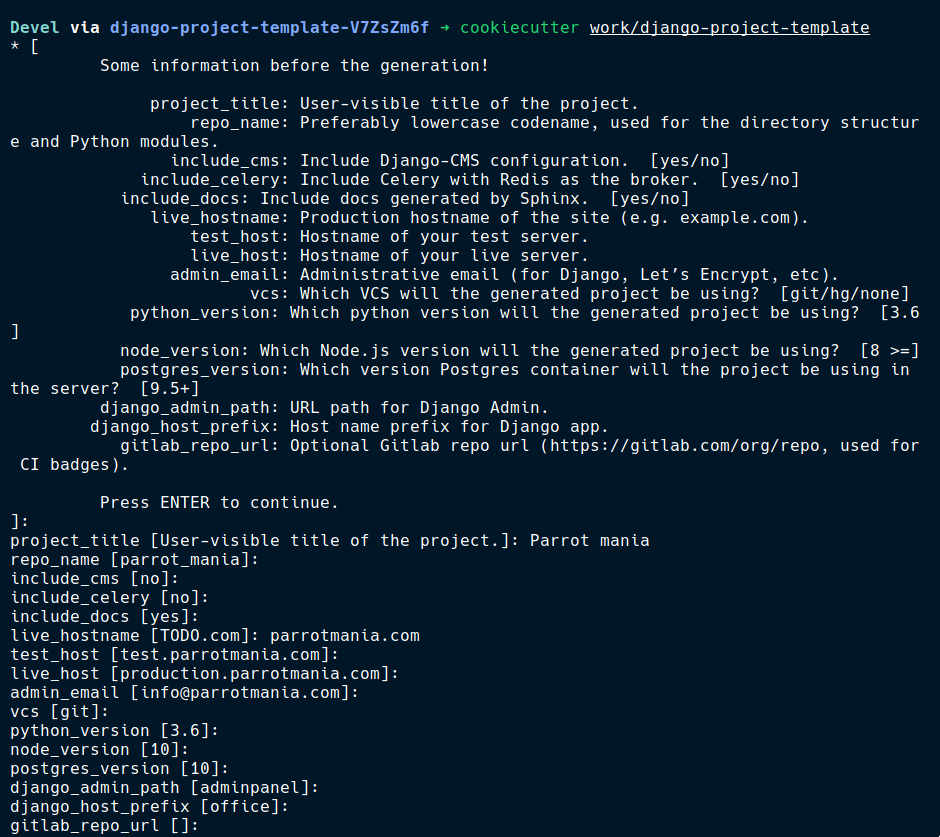 Devel via django-project-template-V7ZsZm6f → cookiecutter work/django-project-template
* [
Some information before the generation!
project_title: User-visible title of the project.
repo_name: Preferably lowercase codename, used for the directory structur
e and Python modules.
include_cms: Include Django-CMS configuration.  [yes/no]
include_celery: Include Celery with Redis as the broker.  [yes/no]
include_docs: Include docs generated by Sphinx.  [yes/no]
live_hostname: Production hostname of the site (e.g. example.com).
test_host: Hostname of your test server.
live_host: Hostname of your live server.
admin_email: Administrative email (for Django, Let’s Encrypt, etc).
vcs: Which VCS will the generated project be using?  [git/hg/none]
python_version: Which python version will the generated project be using?  [3.6
]
node_version: Which Node.js version will the generated project be using?  [8 >=]
postgres_version: Which version Postgres container will the project be using in
the server?  [9.5+]
django_admin_path: URL path for Django Admin.
django_host_prefix: Host name prefix for Django app.
gitlab_repo_url: Optional Gitlab repo url (https://gitlab.com/org/repo, used for
CI badges).
Press ENTER to continue.
]:
project_title [User-visible title of the project.]: Parrot mania
repo_name [parrot_mania]:
include_cms [no]:
include_celery [no]:
include_docs [yes]:
live_hostname [TODO.com]: parrotmania.com
test_host [test.parrotmania.com]:
live_host [production.parrotmania.com]:
admin_email [info@parrotmania.com]:
vcs [git]:
python_version [3.6]:
node_version [10]:
postgres_version [10]:
django_admin_path [adminpanel]:
django_host_prefix [office]:
gitlab_repo_url []: